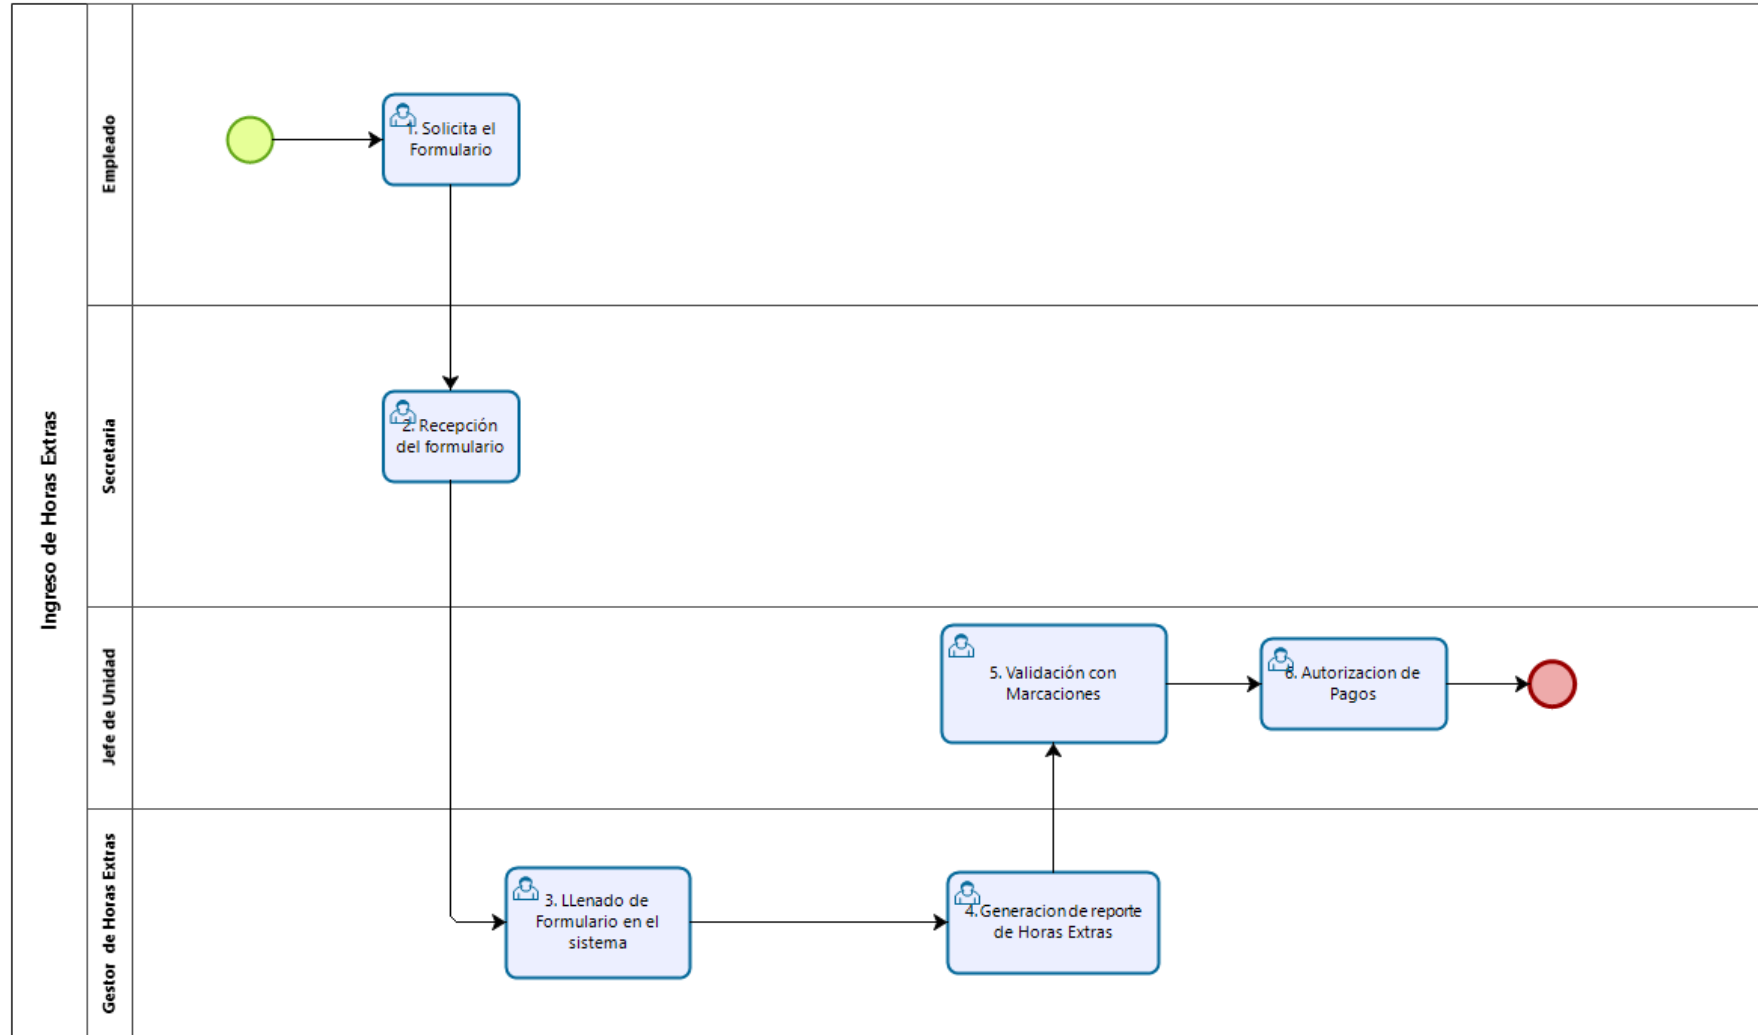 Ingreso de Horas Extras
Empleado
1. Solicita el
Formulario
Secretaria
2. Recepción
del formulario
Jefe de Unidad
5. Validación con
Marcaciones
6. Autorizacion de
Pagos
Gestor de Horas Extras
3. LLenado de
Formulario en el
sistema
4. Generacion de reporte
de Horas Extras